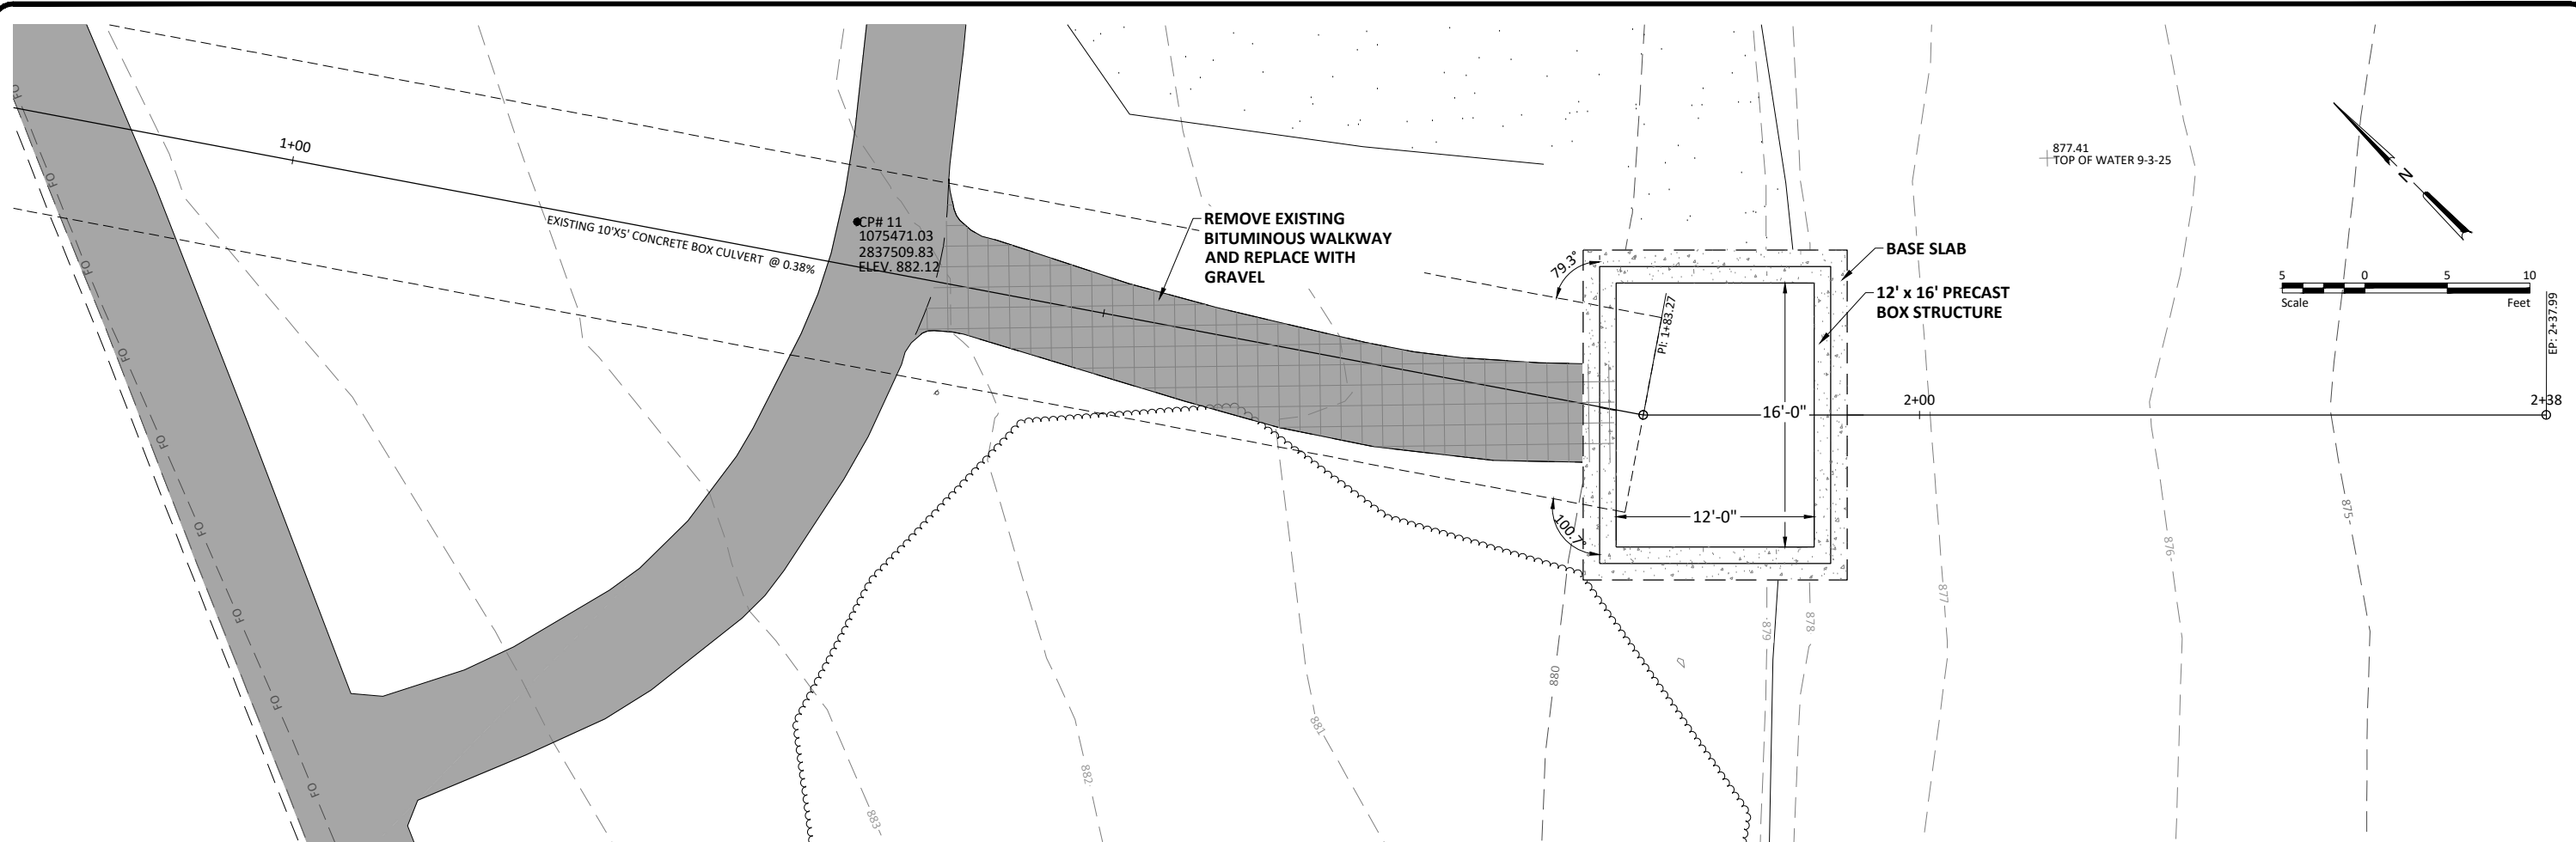 1+00
EXISTING 10'X5' CONCRETE BOX CULVERT @ 0.38%
CP# 11
1075471.03
2837509.83
ELEV. 882.12
REMOVE EXISTING
BITUMINOUS WALKWAY
AND REPLACE WITH
GRAVEL
79.3°
100.7°
PI: 1+83.27
16'-0"
12'-0"
BASE SLAB
12' x 16' PRECAST
BOX STRUCTURE
2+00
877.41
TOP OF WATER 9-3-25
N
5 0 5 10
Scale Feet
EP: 2+37.99
2+38
FO
FO
FO
FO
FO
FO
FO
FO
FO
883
882
881
880
879
878
877
876
875